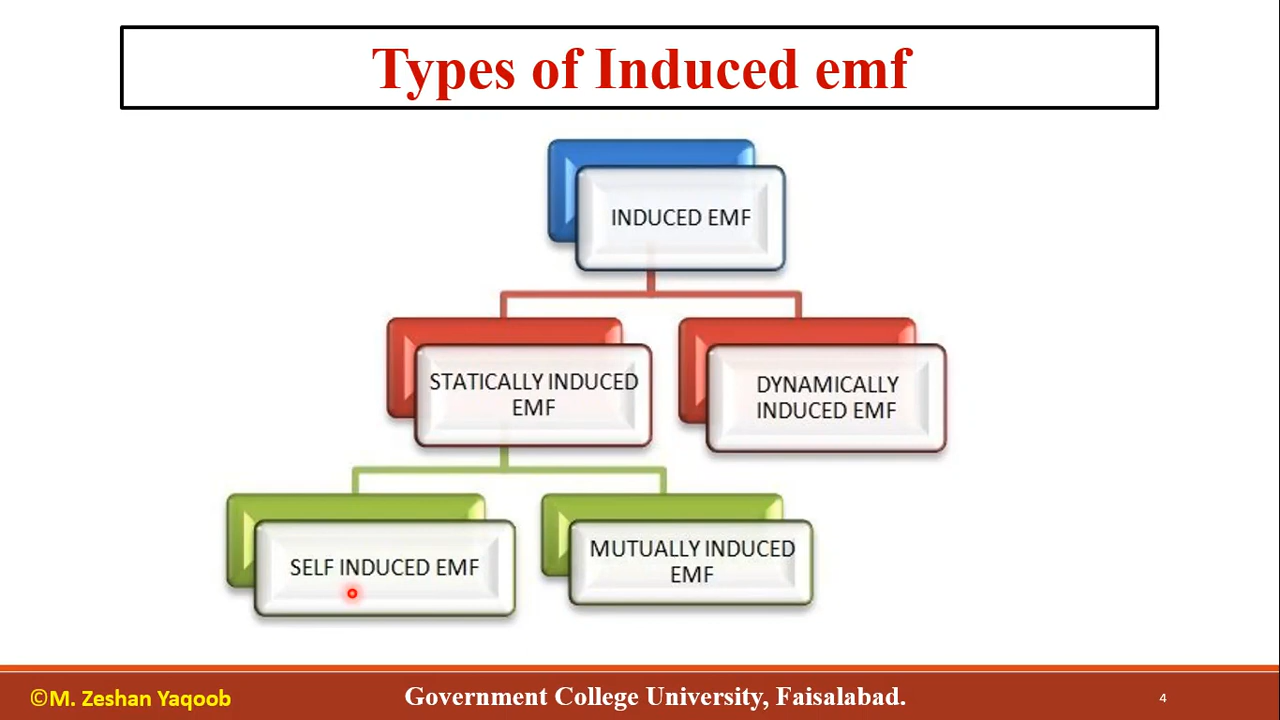 Types of Induced emf
INDUCED EMF
STATICALLY INDUCED
EMF
DYNAMICALLY
INDUCED EMF
SELF INDUCED EMF
MUTUALLY INDUCED
EMF
©M. Zeshan Yaqoob
Government College University, Faisalabad.
4